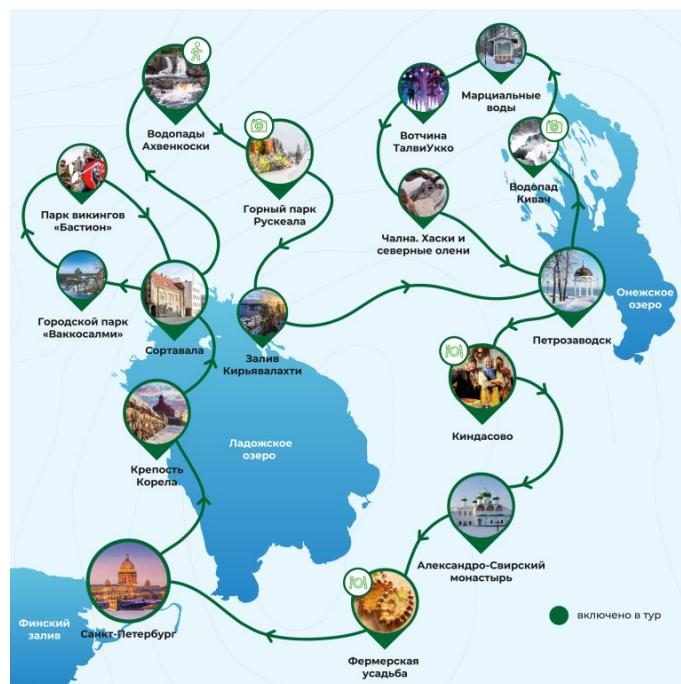 Водопады
Ахвенкоски
Марциальные
воды
Вотчина
ТалвиУкко
Водопад
Кивач
Горный парк
Рускеала
Парк викингов
«Бастион»
Чална. Хаски и
северные олени
Онежское
озеро
Городской парк
«Ваккосалми»
Сортавала
Петрозаводск
Залив
Кирьявалахти
Киндасово
Ладожское
озеро
Крепость
Корела
Александро-Свирский
монастырь
включено в тур
Финский
залив
Санкт-Петербург
Фермерская
усадьба